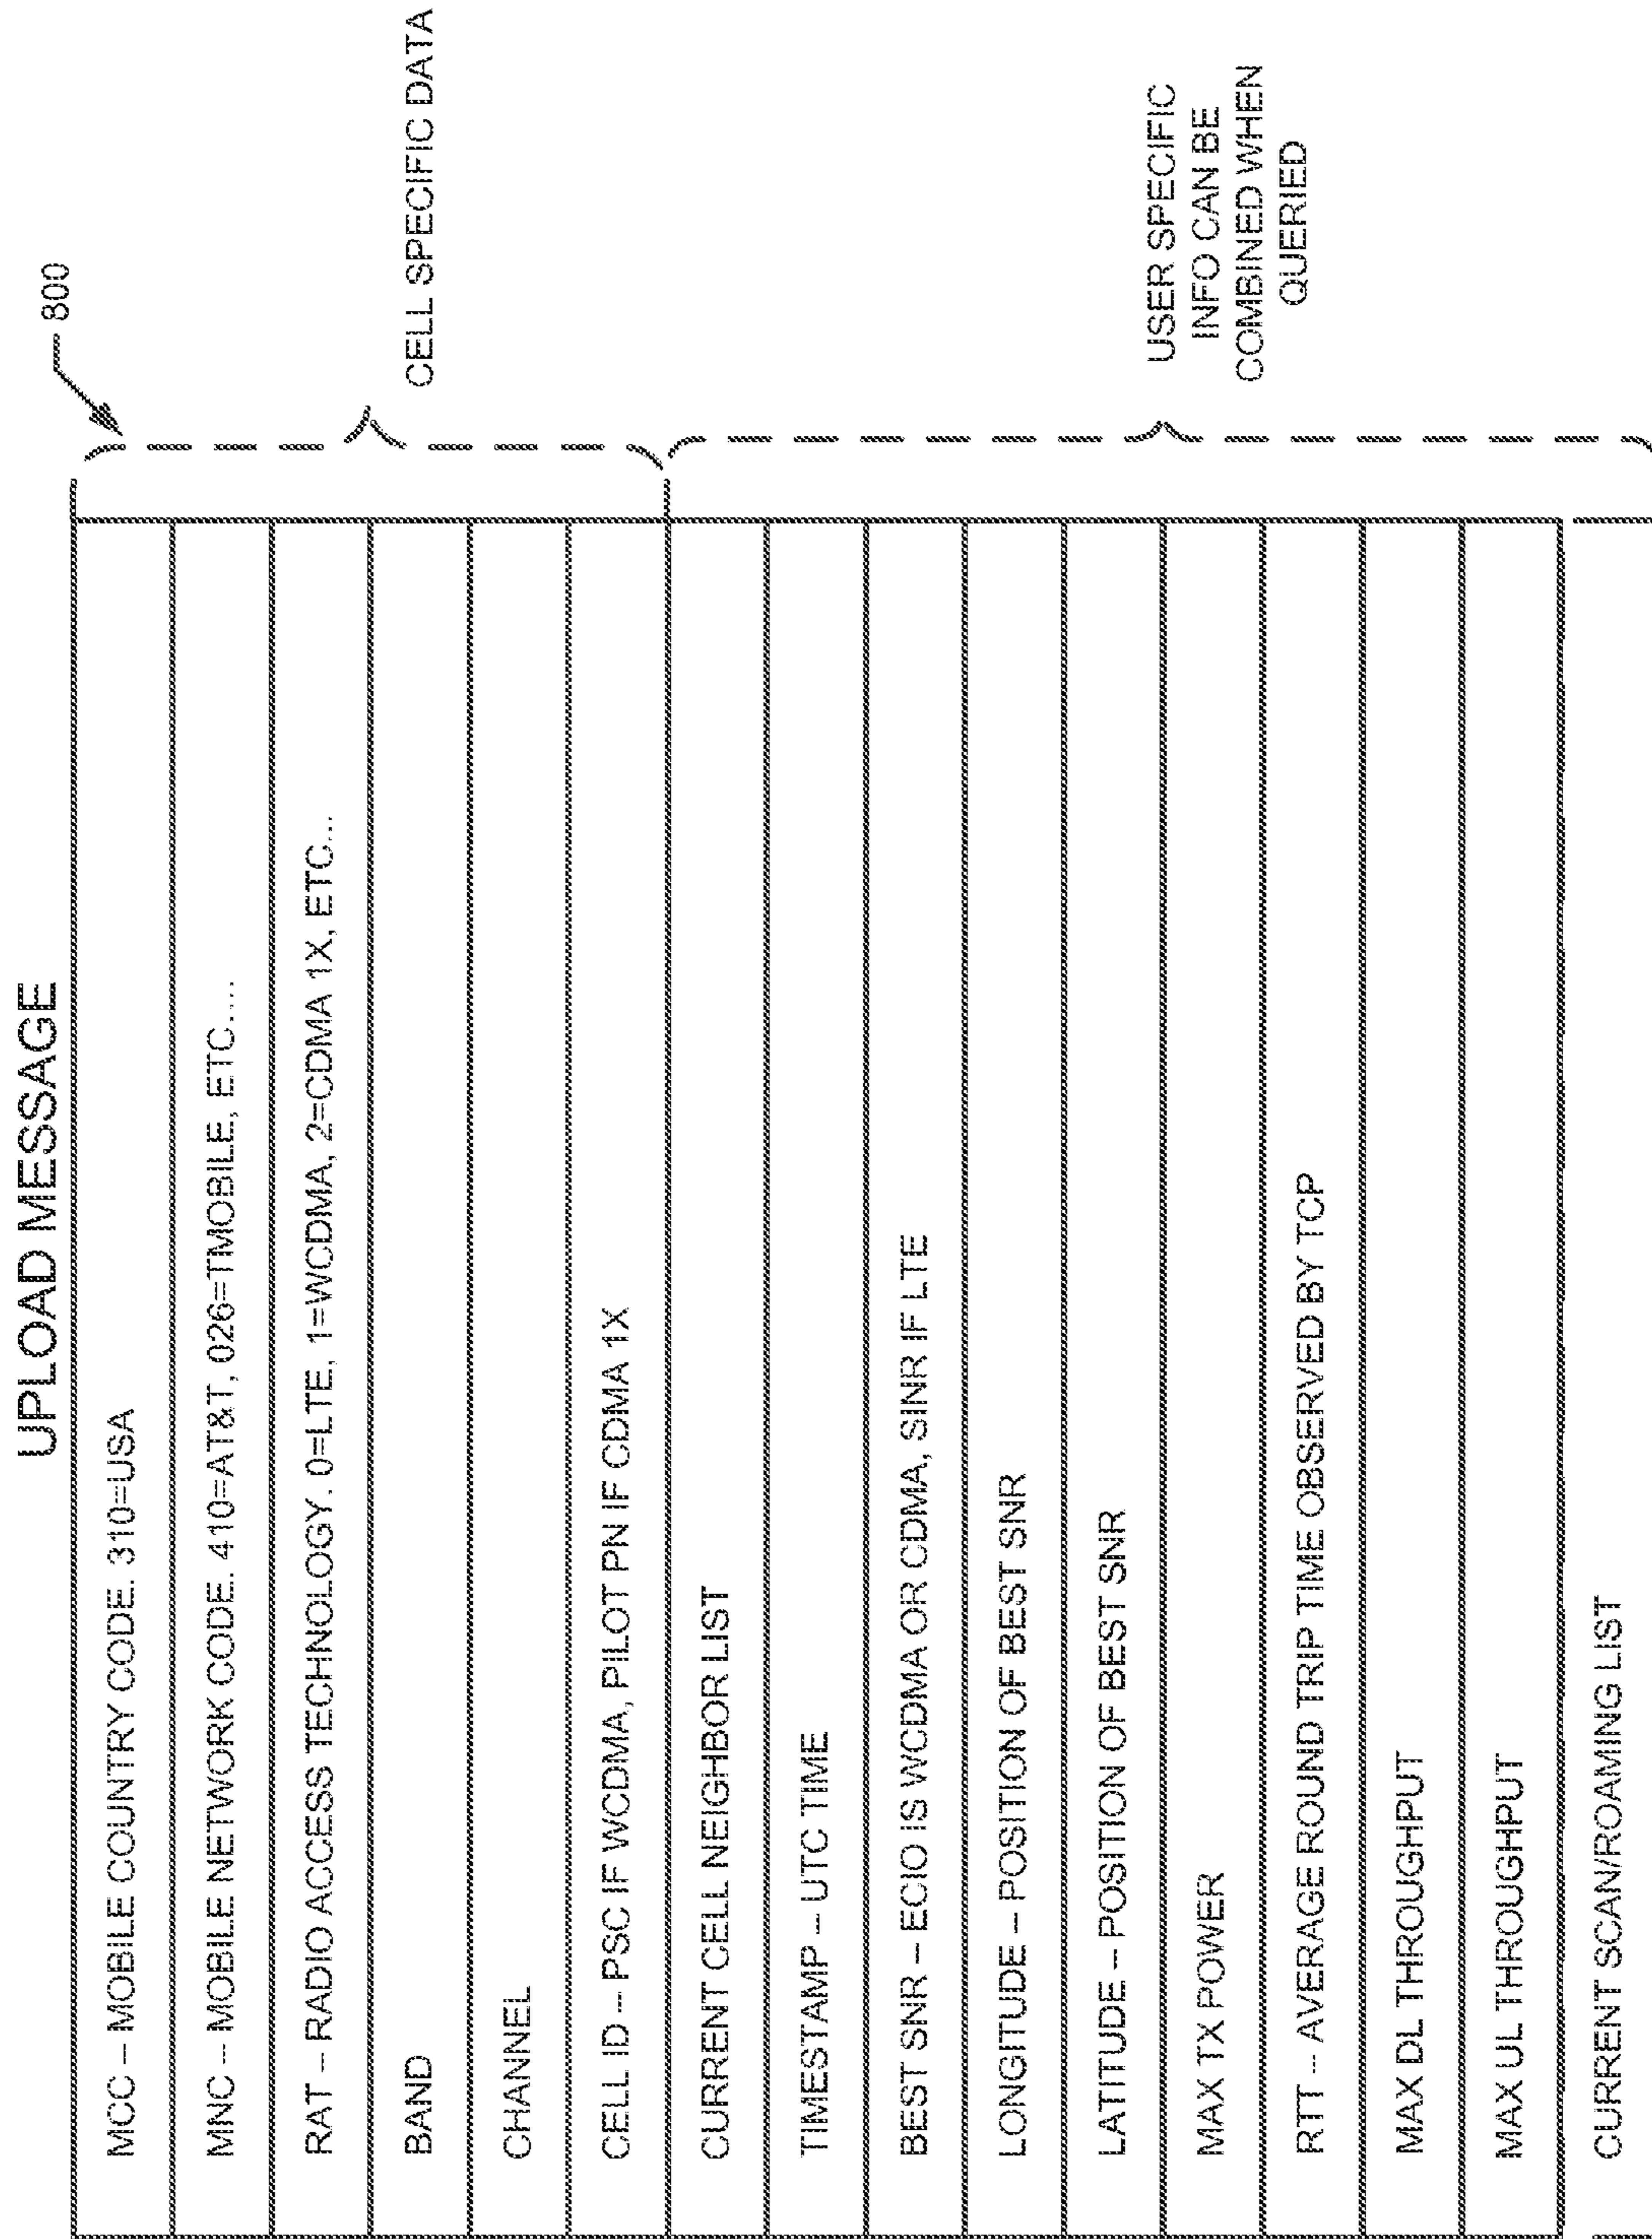 UPLOAD MESSAGE
800
MCC – MOBILE COUNTRY CODE. 310=USA
MNC – MOBILE NETWORK CODE. 410=AT&T, 026=TMOBILE, ETC....
RAT – RADIO ACCESS TECHNOLOGY. 0=LTE, 1=WCDMA, 2=CDMA 1X, ETC...
BAND
CHANNEL
CELL ID – PSC IF WCDMA, PILOT PN IF CDMA 1X
CELL SPECIFIC DATA
CURRENT CELL NEIGHBOR LIST
TIMESTAMP – UTC TIME
BEST SNR – ECIO IS WCDMA OR CDMA, SINR IF LTE
LONGITUDE – POSITION OF BEST SNR
LATITUDE – POSITION OF BEST SNR
MAX TX POWER
RTT – AVERAGE ROUND TRIP TIME OBSERVED BY TCP
MAX DL THROUGHPUT
MAX UL THROUGHPUT
CURRENT SCAN/ROAMING LIST
USER SPECIFIC
INFO CAN BE
COMBINED WHEN
QUERIED